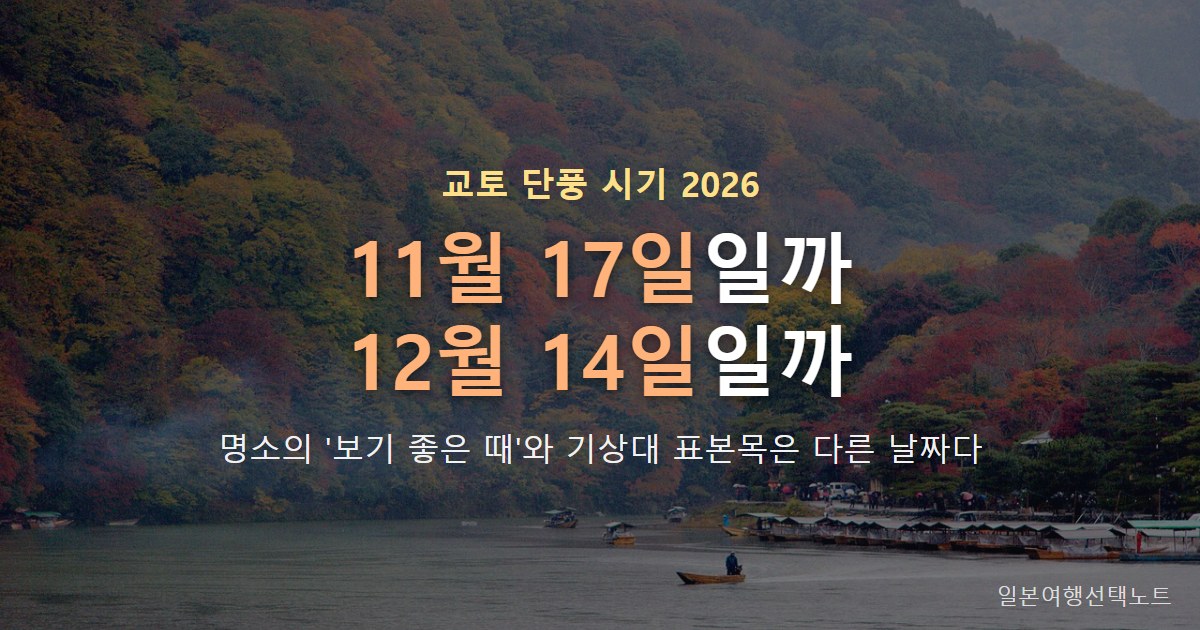 교토 단풍 시기 2026
11월 17일일까
12월 14일일까
명소의 '보기 좋은 때'와 기상대 표본목은 다른 날짜다
일본여행선택노트